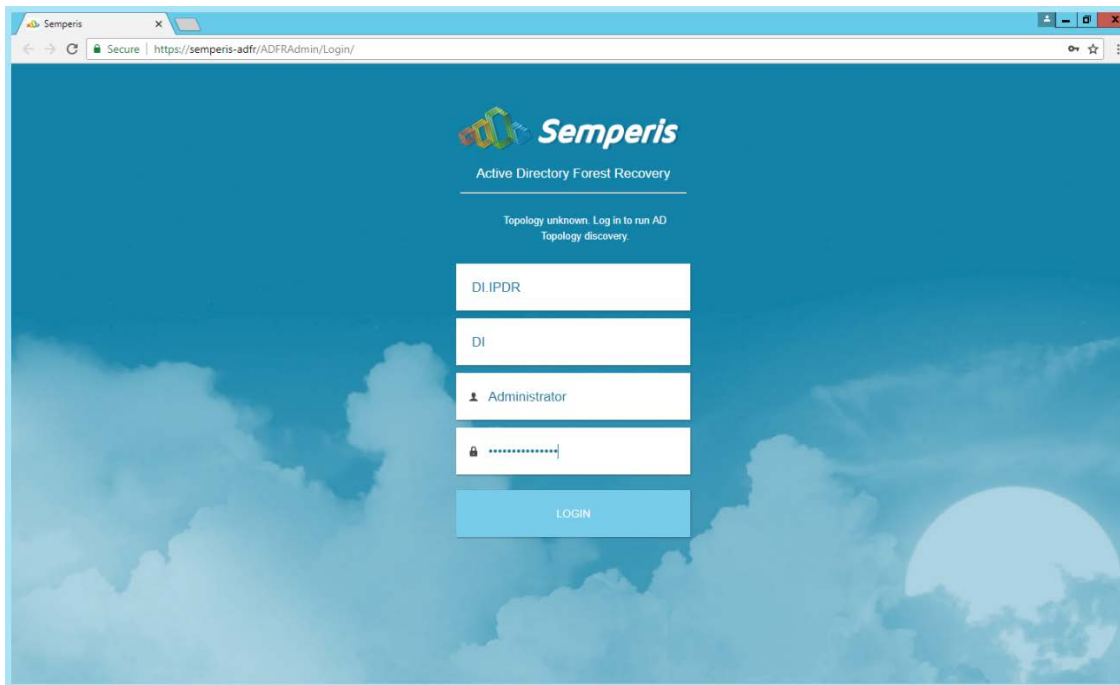 Semperis
Secure | https://semperis-adfr/ADFRAdmin/Login/
Semperis
Active Directory Forest Recovery
Topology unknown. Log in to run AD
Topology discovery.
DI.IPDR
DI
Administrator
•••••••••••••••
LOGIN